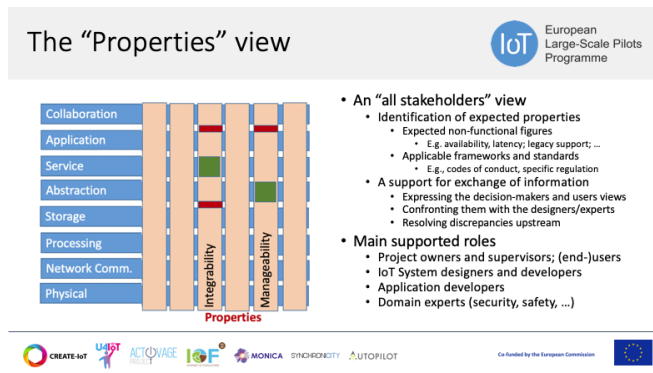 The “Properties” view
IoT
European
Large-Scale Pilots
Programme
Collaboration
Application
Service
Abstraction
Storage
Processing
Network Comm.
Physical
Integrability
Manageability
Properties
• An “all stakeholders” view
• Identification of expected properties
• Expected non-functional figures
• E.g. availability, latency; legacy support; …
• Applicable frameworks and standards
• E.g., codes of conduct, specific regulation
• A support for exchange of information
• Expressing the decision-makers and users views
• Confronting them with the designers/experts
• Resolving discrepancies upstream
• Main supported roles
• Project owners and supervisors; (end-)users
• IoT System designers and developers
• Application developers
• Domain experts (security, safety, …)
CREATE-IoT
U4IoT
ACTIVAGE
PROJECT
IOF
MONICA
SYNCHRONICITY
AUTOPILOT
Co-funded by the European Commission